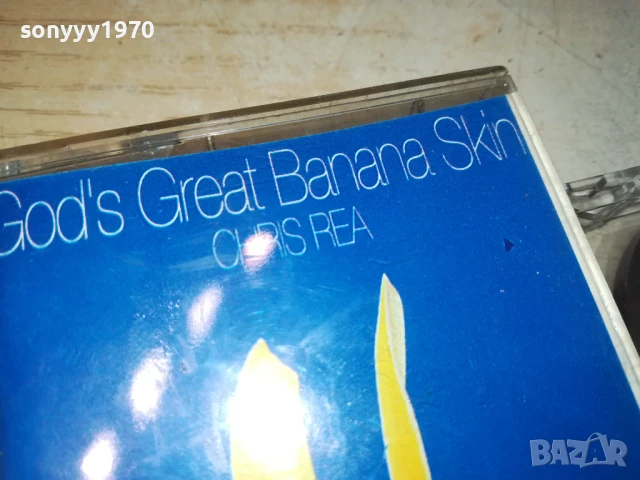 sonyyy1970
God's Great Banana Skin
CHRIS REA
BAZAR